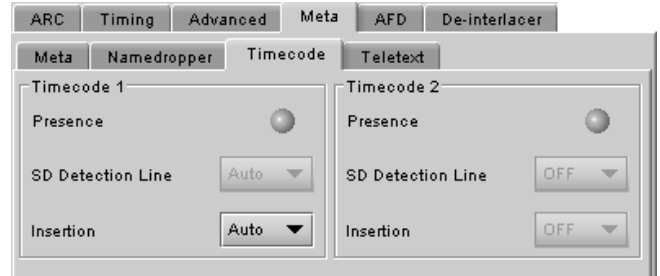 ARC Timing Advanced Meta AFD De-interlacer
Meta Namedropper Timecode Teletext
Timecode 1 Timecode 2
Presence Presence
SD Detection Line Auto SD Detection Line OFF
Insertion Auto Insertion OFF